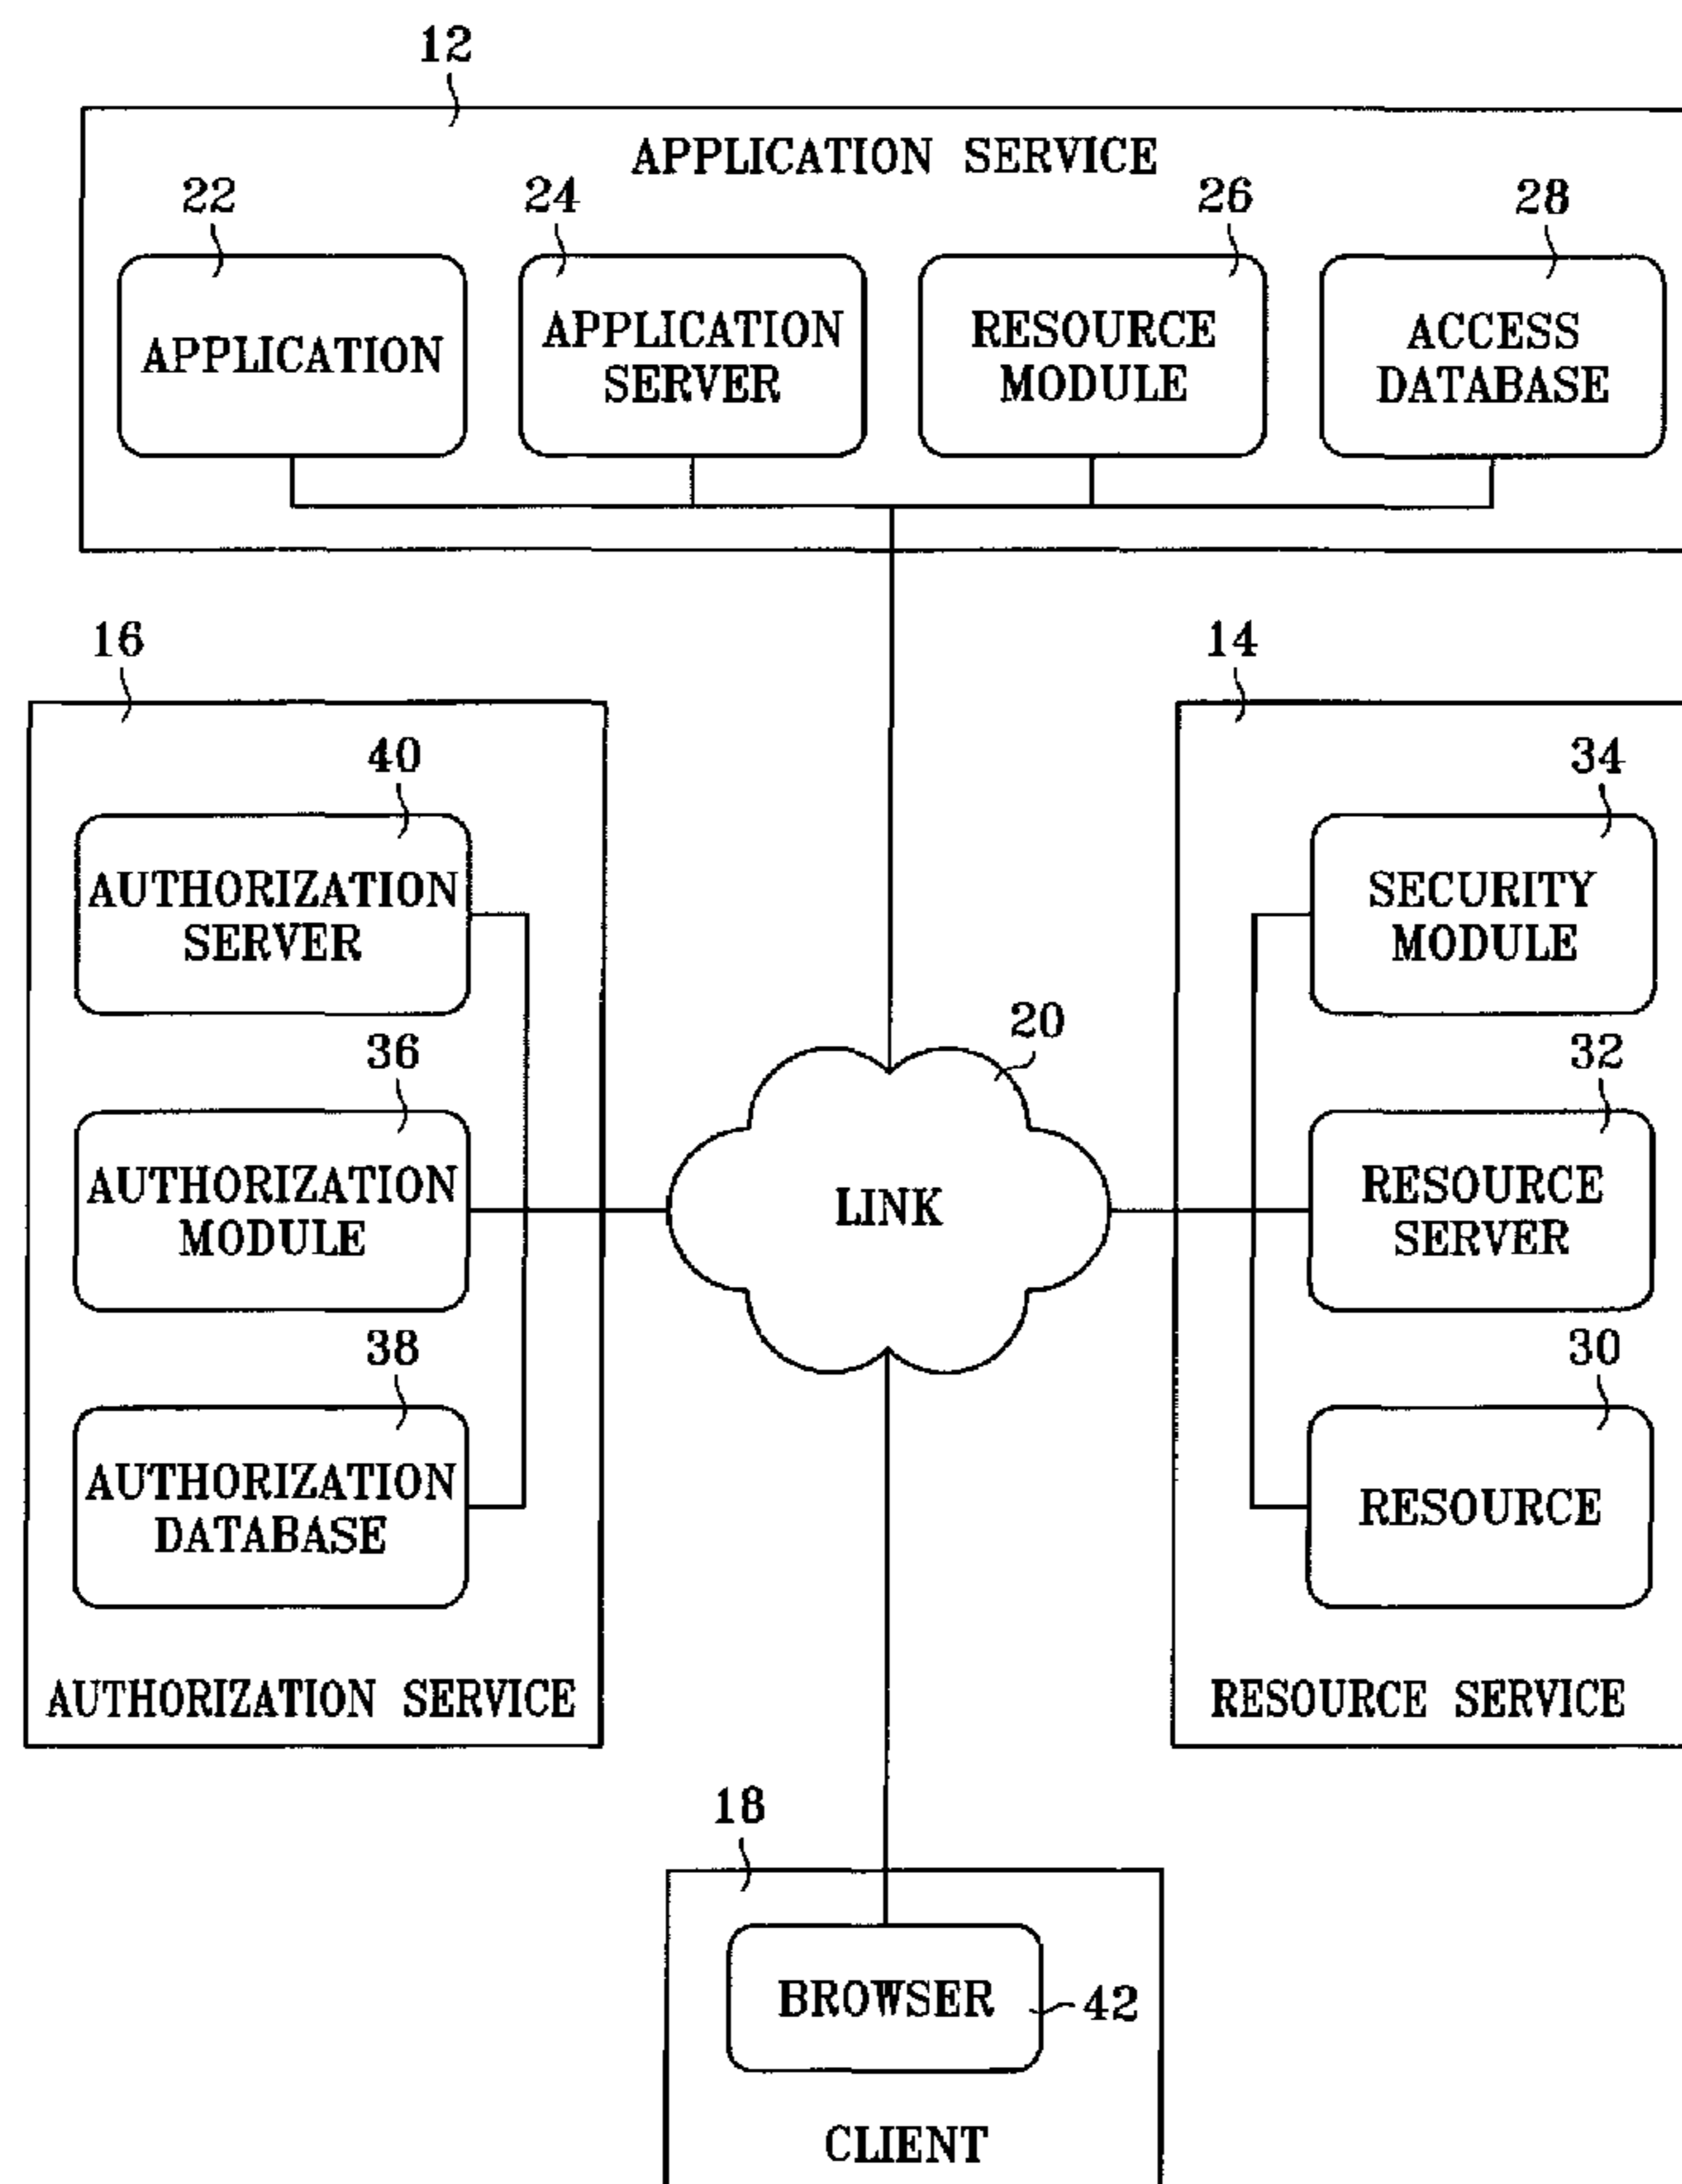 12
APPLICATION SERVICE
22
24
26
28
APPLICATION
APPLICATION
SERVER
RESOURCE
MODULE
ACCESS
DATABASE
16
14
40
AUTHORIZATION
SERVER
36
AUTHORIZATION
MODULE
38
AUTHORIZATION
DATABASE
AUTHORIZATION SERVICE
20
LINK
34
SECURITY
MODULE
32
RESOURCE
SERVER
30
RESOURCE
RESOURCE SERVICE
18
BROWSER
42
CLIENT